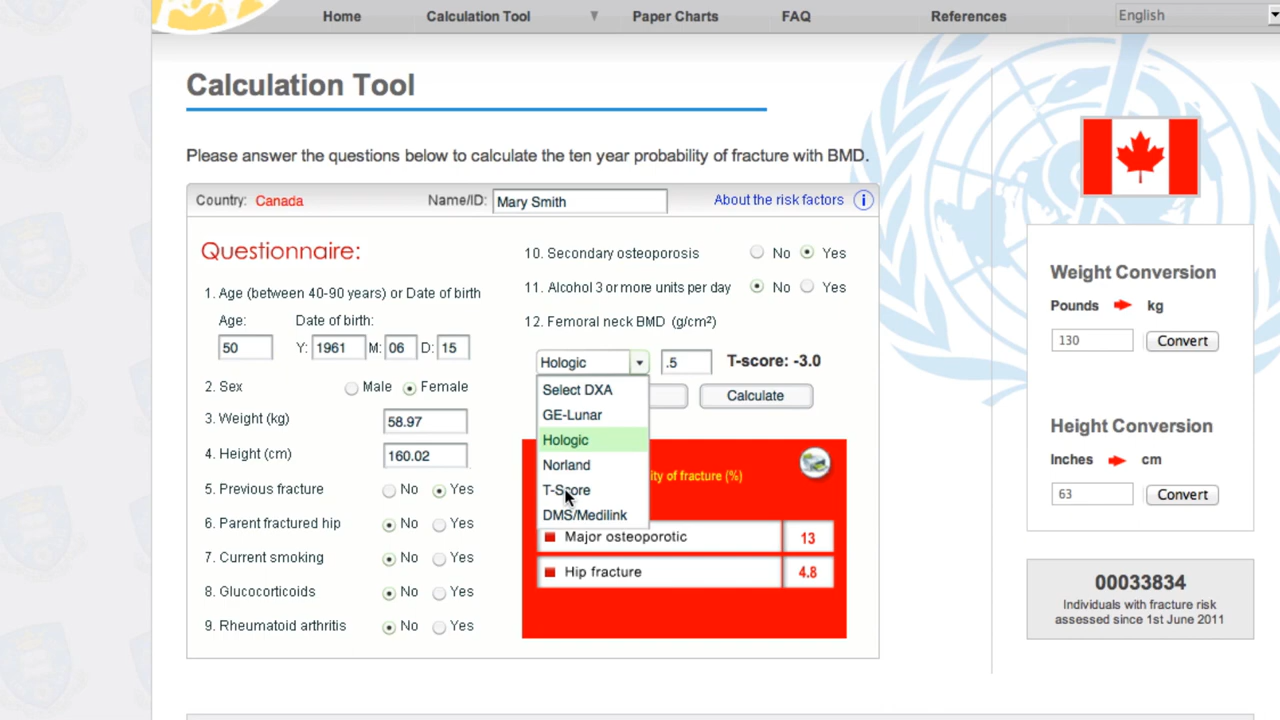 Home Calculation Tool Paper Charts FAQ References English
Calculation Tool
Please answer the questions below to calculate the ten year probability of fracture with BMD.
Country: Canada Name/ID: Mary Smith About the risk factors i
Questionnaire:
1. Age (between 40-90 years) or Date of birth
Age: Date of birth:
50 Y: 1961 M: 06 D: 15
2. Sex Male Female
3. Weight (kg) 58.97
4. Height (cm) 160.02
5. Previous fracture No Yes
6. Parent fractured hip No Yes
7. Current smoking No Yes
8. Glucocorticoids No Yes
9. Rheumatoid arthritis No Yes
10. Secondary osteoporosis No Yes
11. Alcohol 3 or more units per day No Yes
12. Femoral neck BMD (g/cm²)
Hologic .5 T-score: -3.0
Select DXA
GE-Lunar
Hologic
Norland
T-Score
DMS/Medilink
Calculate
of fracture (%)
Major osteoporotic 13
Hip fracture 4.8
Weight Conversion
Pounds kg
130 Convert
Height Conversion
Inches cm
63 Convert
00033834
Individuals with fracture risk
assessed since 1st June 2011